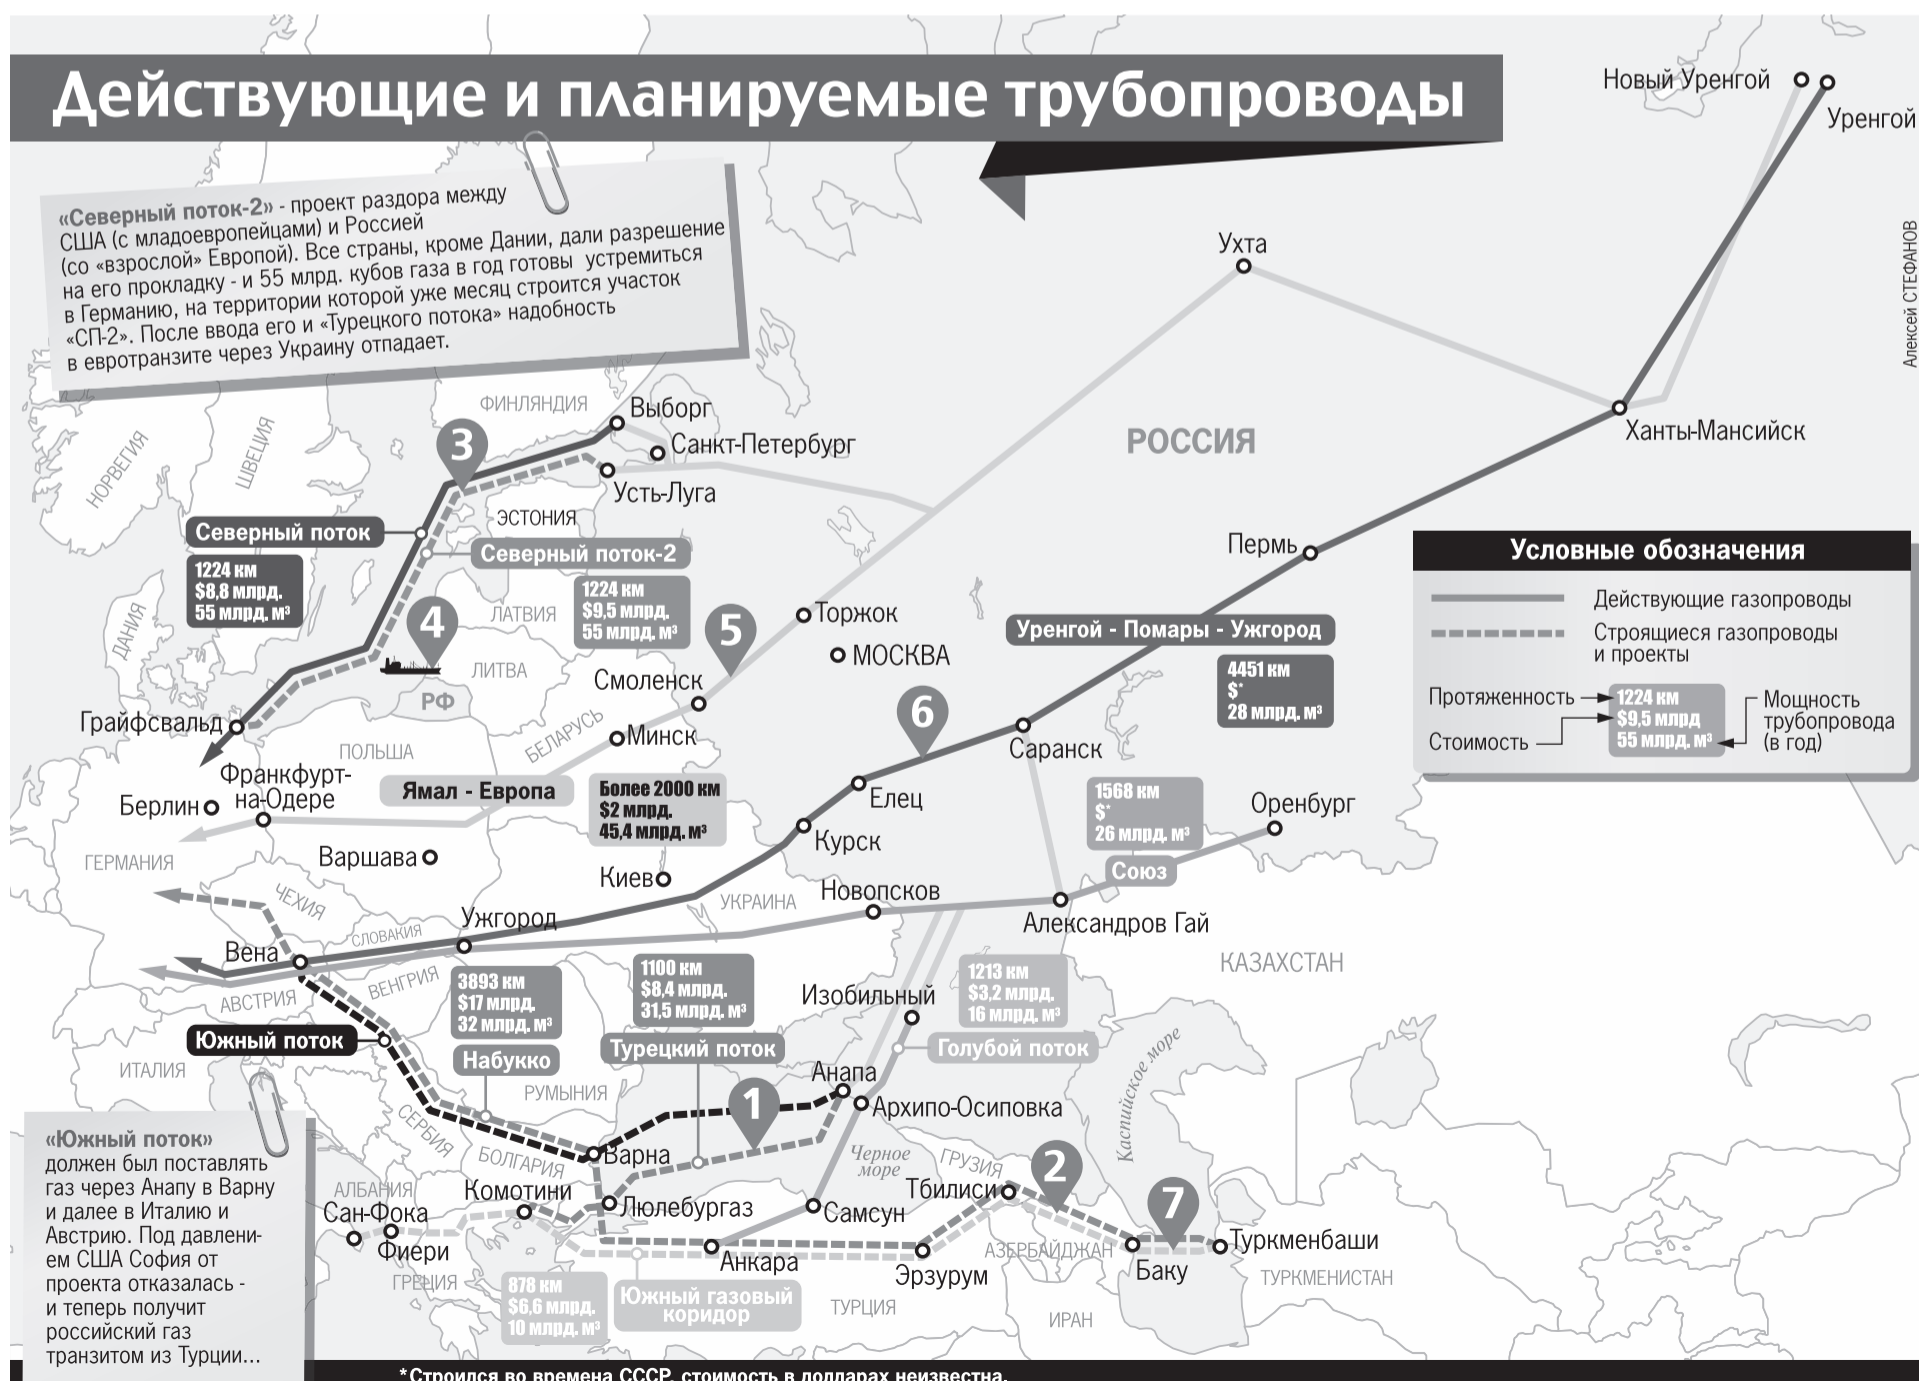 Действующие и планируемые трубопроводы
«Северный поток-2» - проект раздора между
США (с младоевропейцами) и Россией
(со «взрослой» Европой). Все страны, кроме Дании, дали разрешение
на его прокладку - и 55 млрд. кубов газа в год готовы устремиться
в Германию, на территории которой уже месяц строится участок
«СП-2». После ввода его и «Турецкого потока» надобность
в евротранзите через Украину отпадает.
Новый Уренгой
Уренгой
Алексей СТЕФАНОВ
Ухта
Ханты-Мансийск
РОССИЯ
ФИНЛЯНДИЯ
Выборг
Санкт-Петербург
Усть-Луга
НОРВЕГИЯ
ШВЕЦИЯ
3
ЭСТОНИЯ
Северный поток
1224 км
$8,8 млрд.
55 млрд. м³
Северный поток-2
1224 км
$9,5 млрд.
55 млрд. м³
ДАНИЯ
ЛАТВИЯ
4
5
Торжок
МОСКВА
Пермь
Уренгой - Помары - Ужгород
4451 км
$*
28 млрд. м³
Условные обозначения
Действующие газопроводы
Строящиеся газопроводы
и проекты
Протяженность
Стоимость
1224 км
$9,5 млрд
55 млрд. м³
Мощность
трубопровода
(в год)
ЛИТВА
РФ
Смоленск
Грайфсвальд
БЕЛАРУСЬ
Минск
6
Саранск
ПОЛЬША
Франкфурт-
на-Одере
Берлин
Ямал - Европа
Более 2000 км
$2 млрд.
45,4 млрд. м³
Елец
Курск
1568 км
$*
26 млрд. м³
Союз
Оренбург
ГЕРМАНИЯ
Варшава
Киев
ЧЕХИЯ
УКРАИНА
Новопсков
Александров Гай
Ужгород
СЛОВАКИЯ
Вена
КАЗАХСТАН
АВСТРИЯ
ВЕНГРИЯ
3893 км
$17 млрд.
32 млрд. м³
Набукко
1100 км
$8,4 млрд.
31,5 млрд. м³
Турецкий поток
Изобильный
1213 км
$3,2 млрд.
16 млрд. м³
Голубой поток
Южный поток
ИТАЛИЯ
РУМЫНИЯ
1
Анапа
Архипо-Осиповка
Каспийское море
СЕРБИЯ
БОЛГАРИЯ
Варна
Черное
море
ГРУЗИЯ
Тбилиси
2
7
«Южный поток»
должен был поставлять
газ через Анапу в Варну
и далее в Италию и
Австрию. Под давлени-
ем США София от
проекта отказалась -
и теперь получит
российский газ
транзитом из Турции...
АЛБАНИЯ
Сан-Фока
Фиери
Комотини
Люлебургаз
Самсун
ГРЕЦИЯ
Анкара
Эрзурум
АЗЕРБАЙДЖАН
Баку
Туркменбаши
ТУРКМЕНИСТАН
878 км
$6,6 млрд.
10 млрд. м³
Южный газовый
коридор
ТУРЦИЯ
ИРАН
*Строился во времена СССР, стоимость в долларах неизвестна.